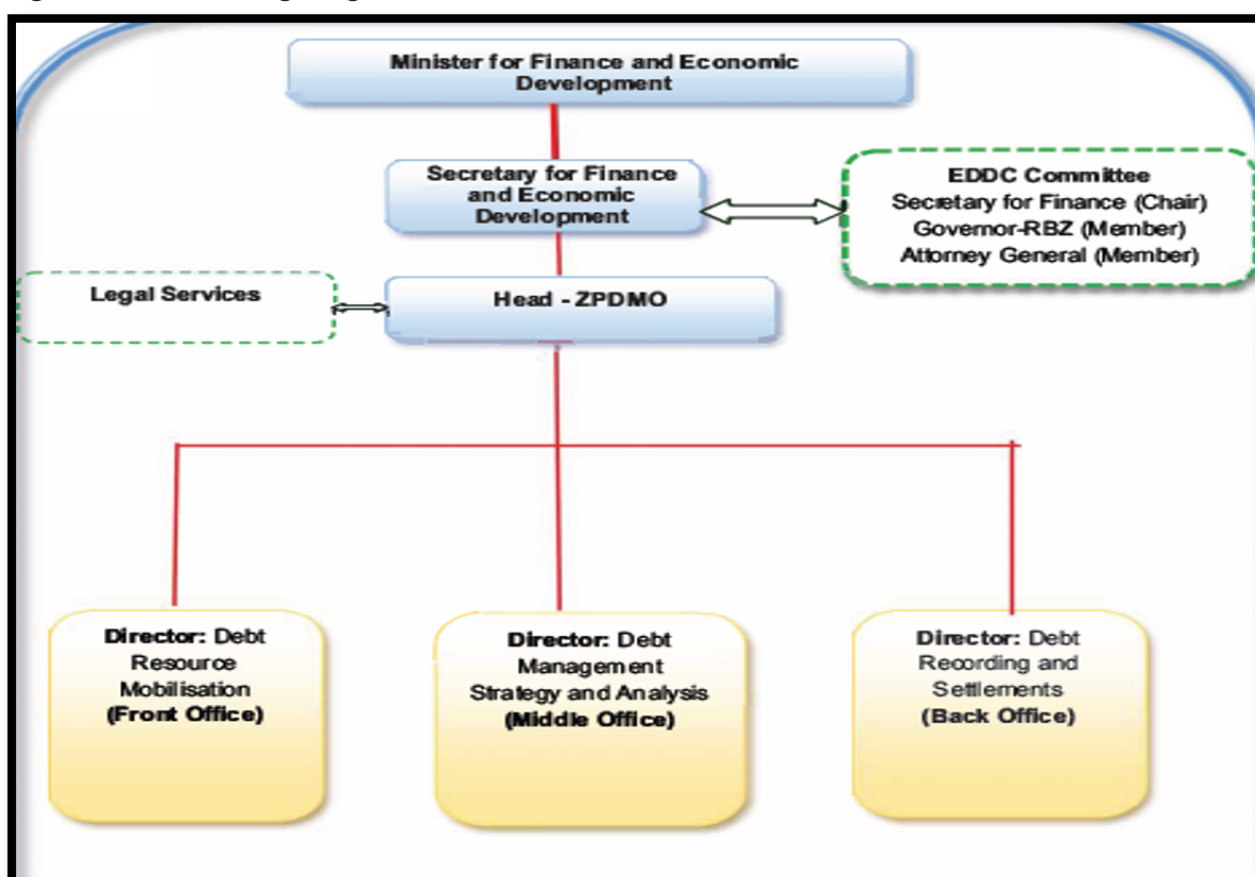 Minister for Finance and Economic
Development
Secretary for Finance
and Economic
Development
EDDC Committee
Secretary for Finance (Chair)
Governor-RBZ (Member)
Attorney General (Member)
Legal Services
Head - ZPDMO
Director: Debt
Resource
Mobilisation
(Front Office)
Director: Debt
Management
Strategy and Analysis
(Middle Office)
Director: Debt
Recording and
Settlements
(Back Office)